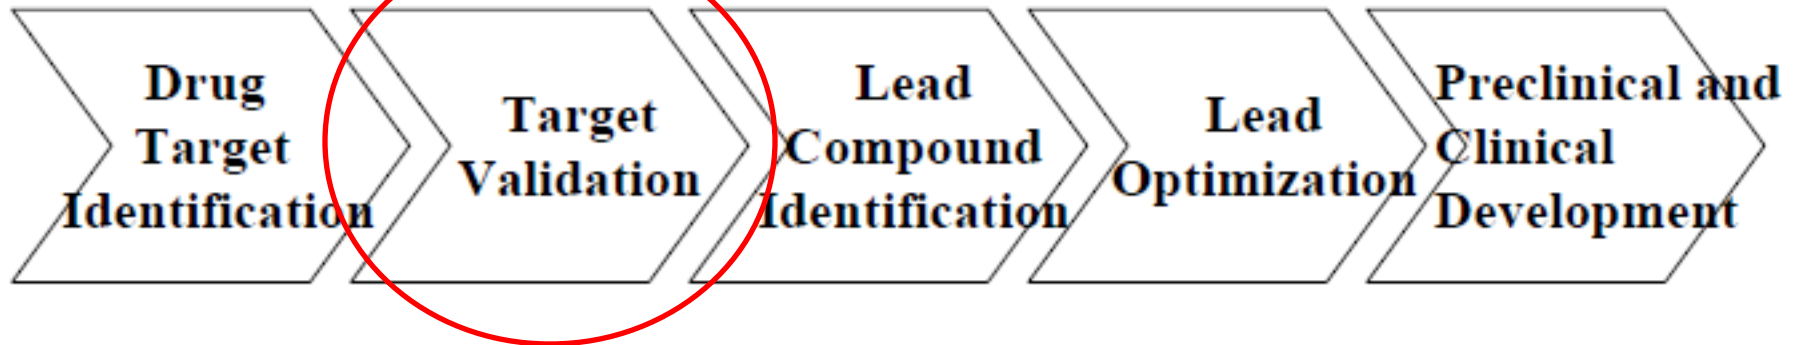 Drug
Target
Identification
Target
Validation
Lead
Compound
Identification
Lead
Optimization
Preclinical and
Clinical
Development